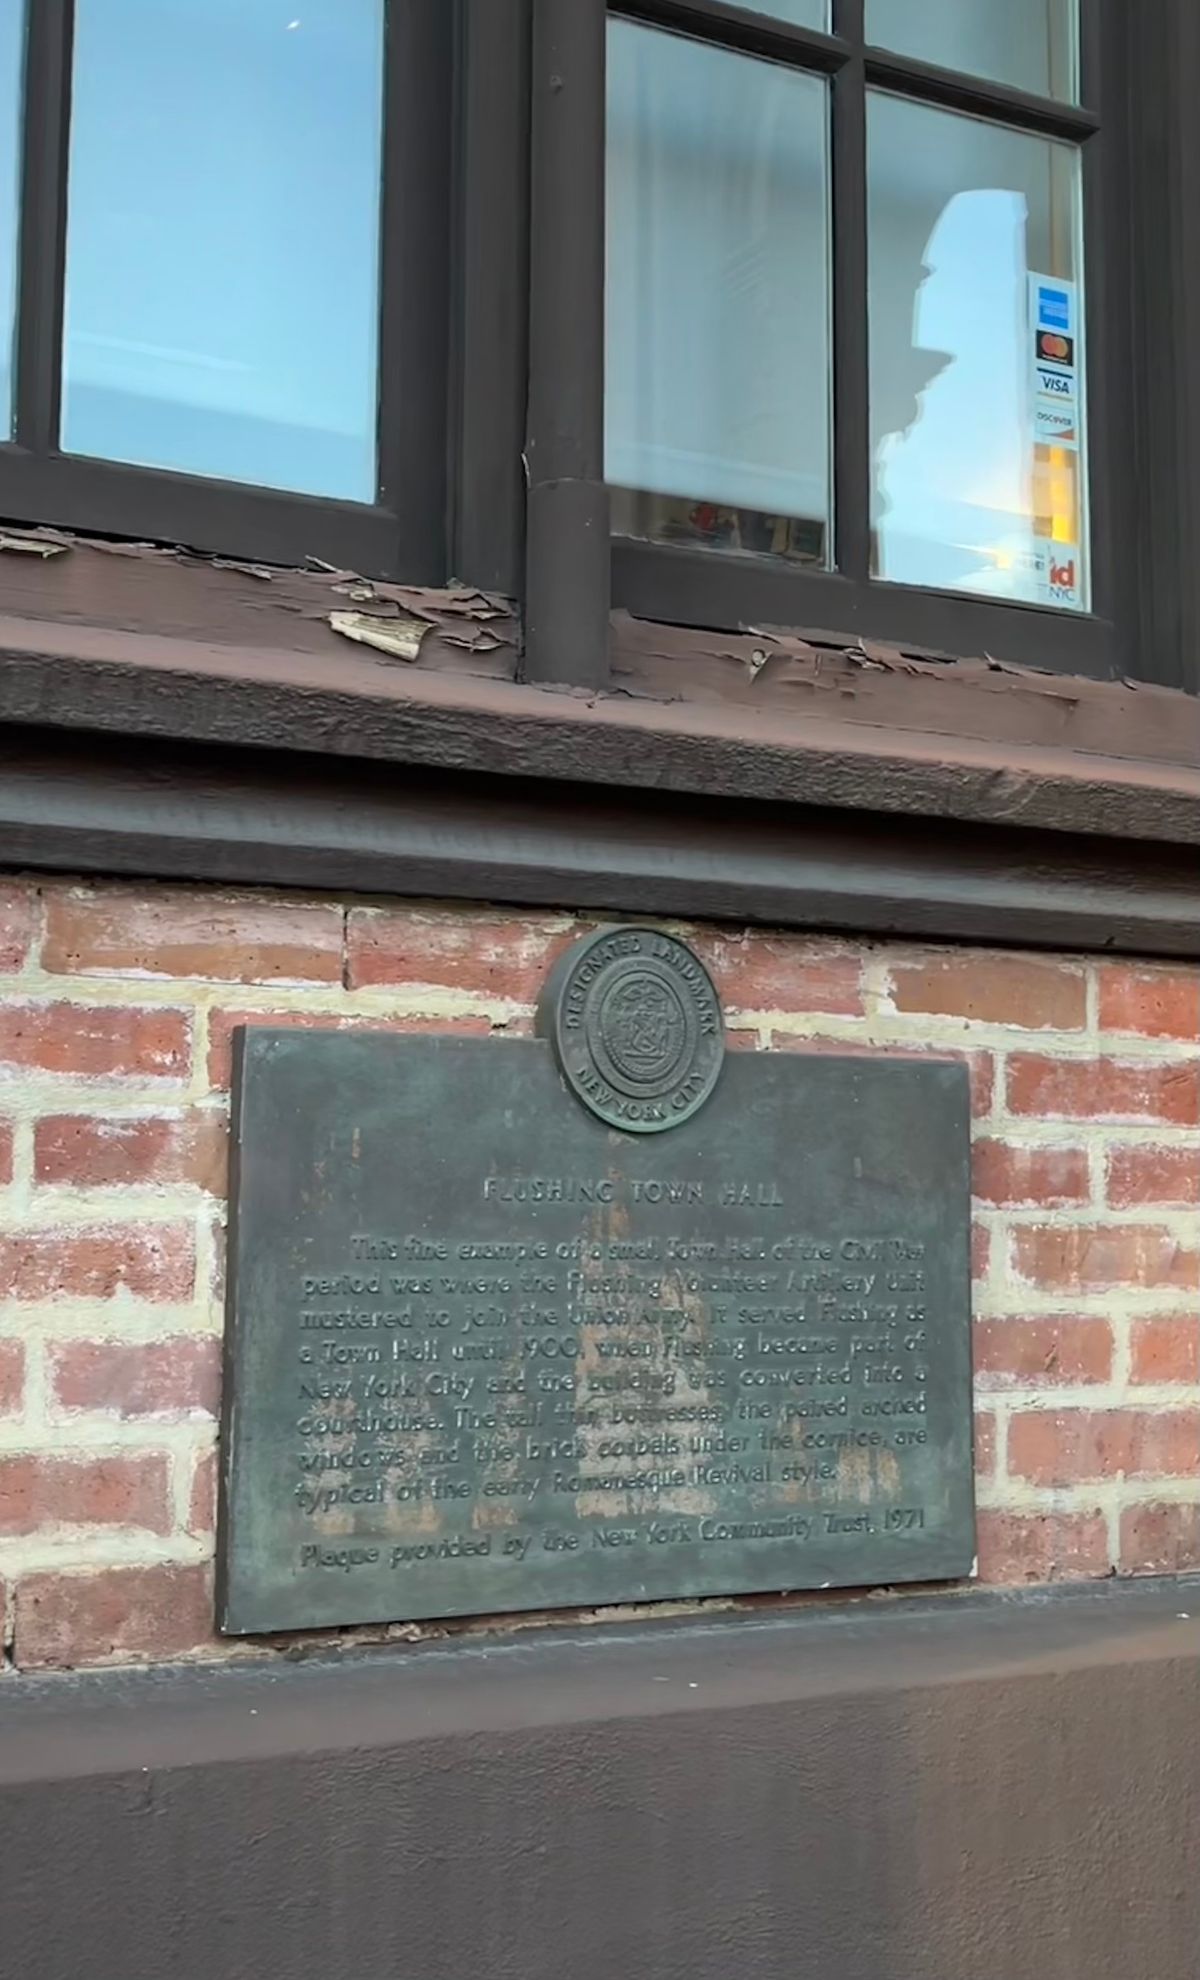 VISA
DISCOVER
id
NYC
DESIGNATED LANDMARK
NEW YORK CITY
FLUSHING TOWN HALL
This fine example of a small Town Hall of the Civil War
period was where the Flushing Volunteer Artillery Unit
mustered to join the Union Army. It served Flushing as
a Town Hall until 1900, when Flushing became part of
New York City and the building was converted into a
courthouse. The tall thin buttresses, the paired arched
windows and the brick corbels under the cornice, are
typical of the early Romanesque Revival style.
Plaque provided by the New York Community Trust, 1971